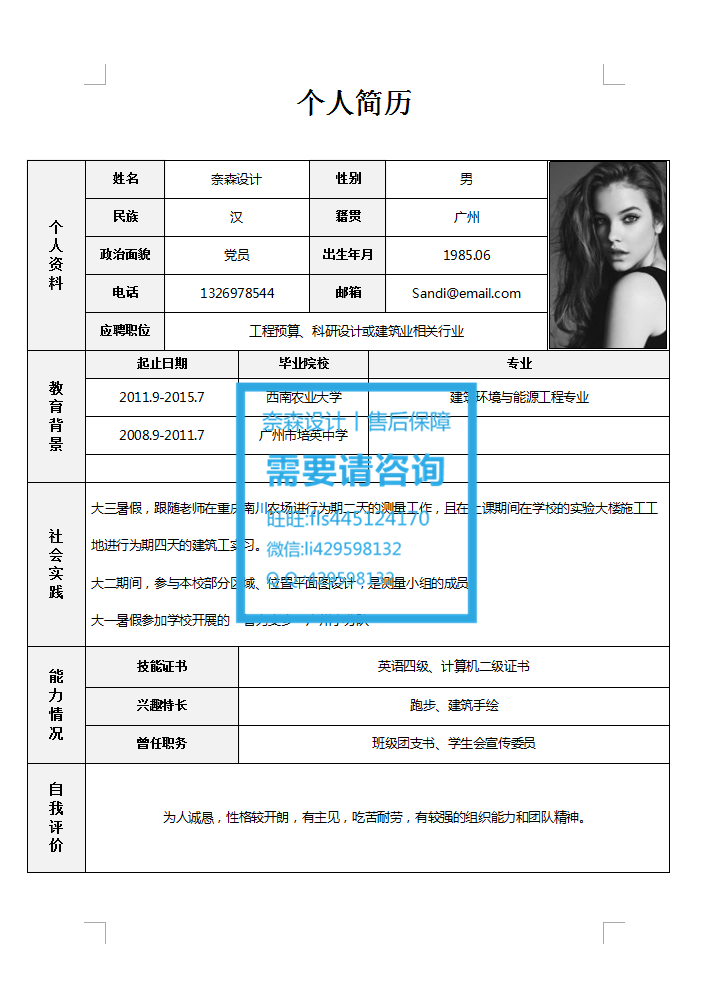 个人简历
个人资料
姓名 奈森设计 性别 男
民族 汉 籍贯 广州
政治面貌 党员 出生年月 1985.06
电话 1326978544 邮箱 Sandi@email.com
应聘职位 工程预算、科研设计或建筑业相关行业
教育背景
起止日期 毕业院校 专业
2011.9-2015.7 西南农业大学 建筑环境与能源工程专业
2008.9-2011.7 广州市培英中学
奈森设计丨售后保障
需要请咨询
旺旺:ffs445124170
微信:li429598132
QQ:429598132
社会实践
大三暑假，跟随老师在重庆南川农场进行为期二天的测量工作，且在上课期间在学校的实验大楼施工工
地进行为期四天的建筑工实习。
大二期间，参与本校部分区域、位置平面图设计，是测量小组的成员
大一暑假参加学校开展的
能力情况
技能证书 英语四级、计算机二级证书
兴趣特长 跑步、建筑手绘
曾任职务 班级团支书、学生会宣传委员
自我评价
为人诚恳，性格较开朗，有主见，吃苦耐劳，有较强的组织能力和团队精神。